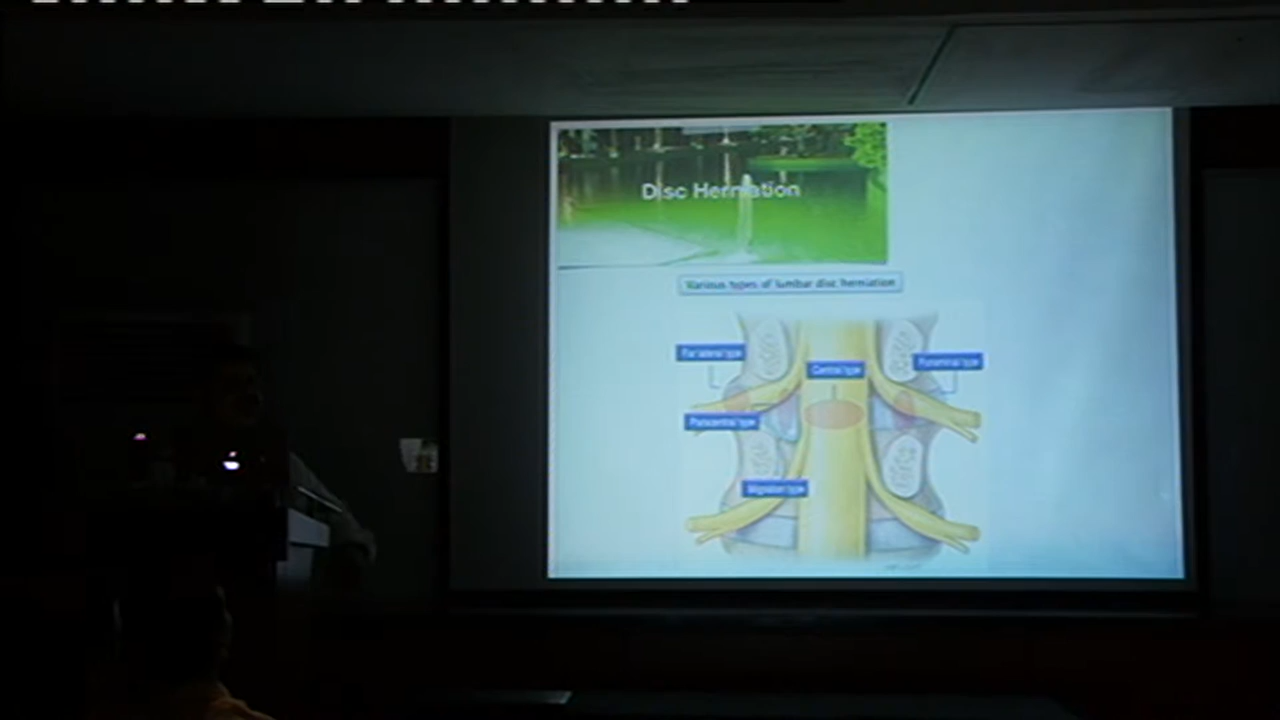 Disc Herniation
Various types of lumbar disc herniation
Far lateral type
Central type
Foraminal type
Paracentral type
Migration type